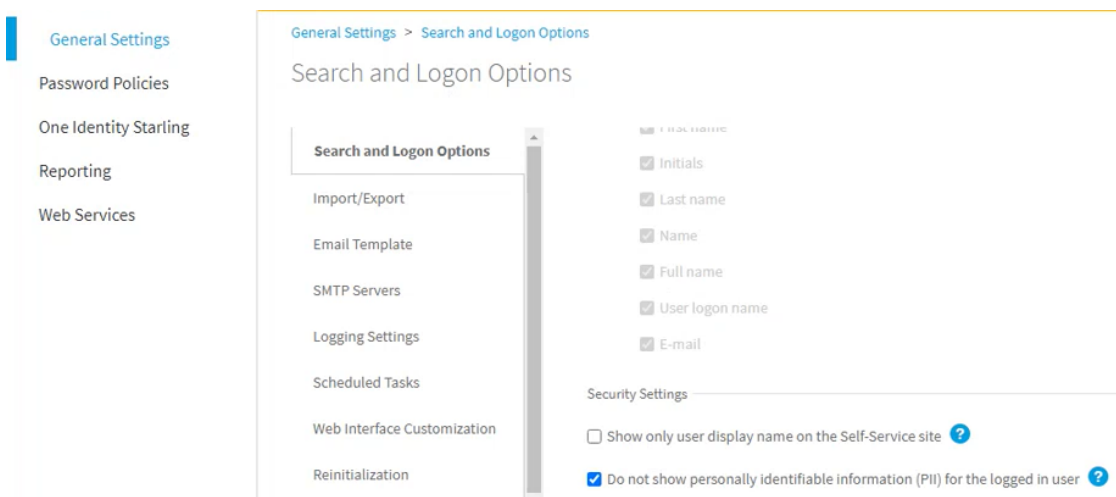 General Settings
Password Policies
One Identity Starling
Reporting
Web Services
General Settings > Search and Logon Options
Search and Logon Options
Search and Logon Options
Import/Export
Email Template
SMTP Servers
Logging Settings
Scheduled Tasks
Web Interface Customization
Reinitialization
First name
Initials
Last name
Name
Full name
User logon name
E-mail
Security Settings
Show only user display name on the Self-Service site ?
Do not show personally identifiable information (PII) for the logged in user ?